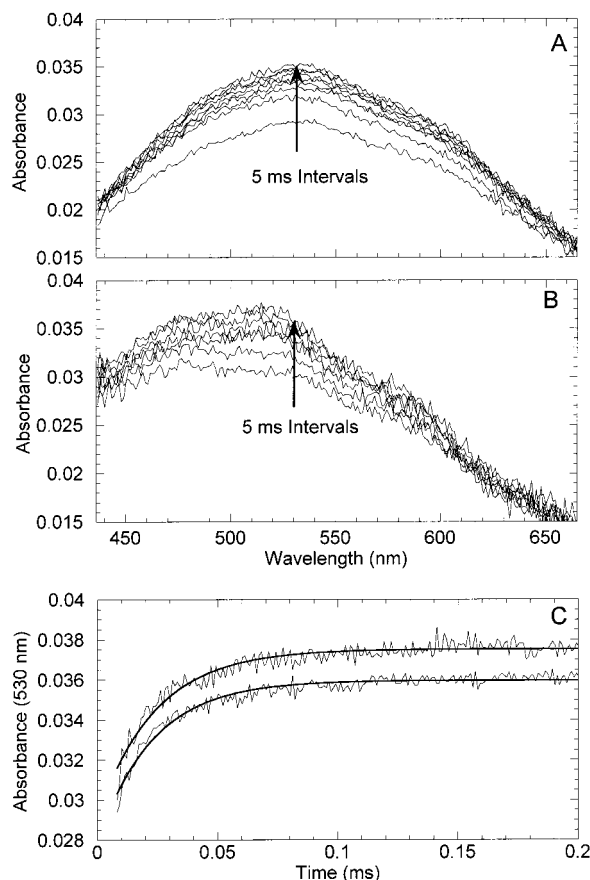 A
0.04
0.035
0.03
0.025
0.02
0.015
Absorbance
5 ms Intervals
B
0.04
0.035
0.03
0.025
0.02
0.015
Absorbance
5 ms Intervals
450 500 550 600 650
Wavelength (nm)
C
0.04
0.038
0.036
0.034
0.032
0.03
0.028
Absorbance (530 nm)
0 0.05 0.1 0.15 0.2
Time (ms)